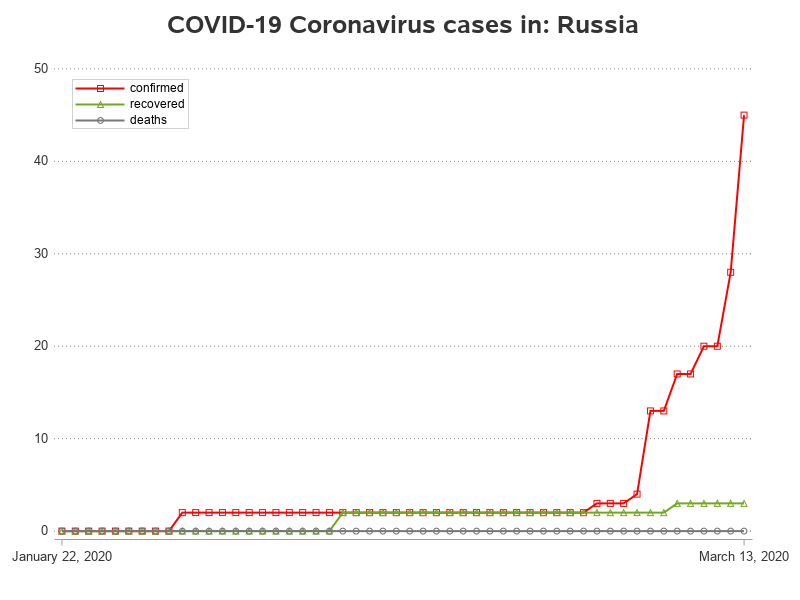 COVID-19 Coronavirus cases in: Russia
50
confirmed
recovered
deaths
40
30
20
10
0
January 22, 2020
March 13, 2020